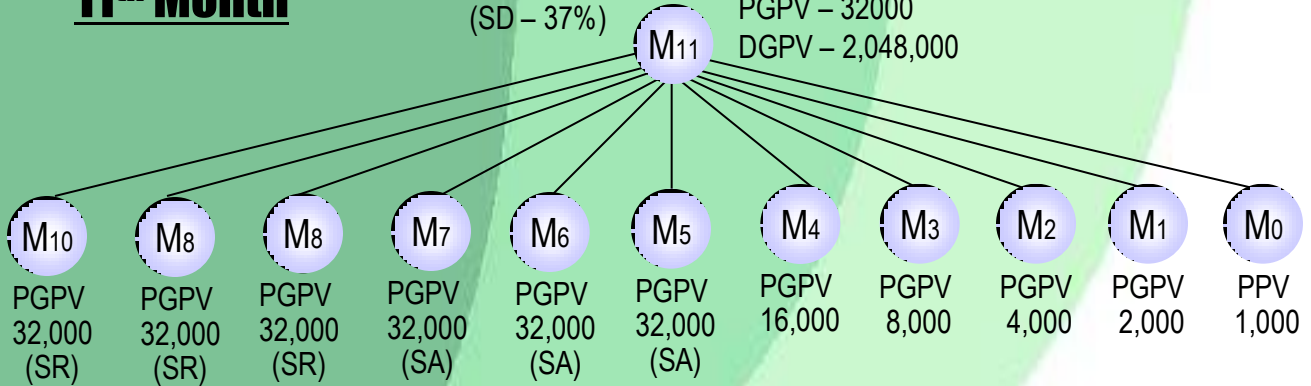 11th Month
(SD – 37%)
PGPV – 32000
DGPV – 2,048,000
M11
M10
M8
M8
M7
M6
M5
M4
M3
M2
M1
M0
PGPV
32,000
(SR)
PGPV
32,000
(SR)
PGPV
32,000
(SR)
PGPV
32,000
(SA)
PGPV
32,000
(SA)
PGPV
32,000
(SA)
PGPV
16,000
PGPV
8,000
PGPV
4,000
PGPV
2,000
PPV
1,000